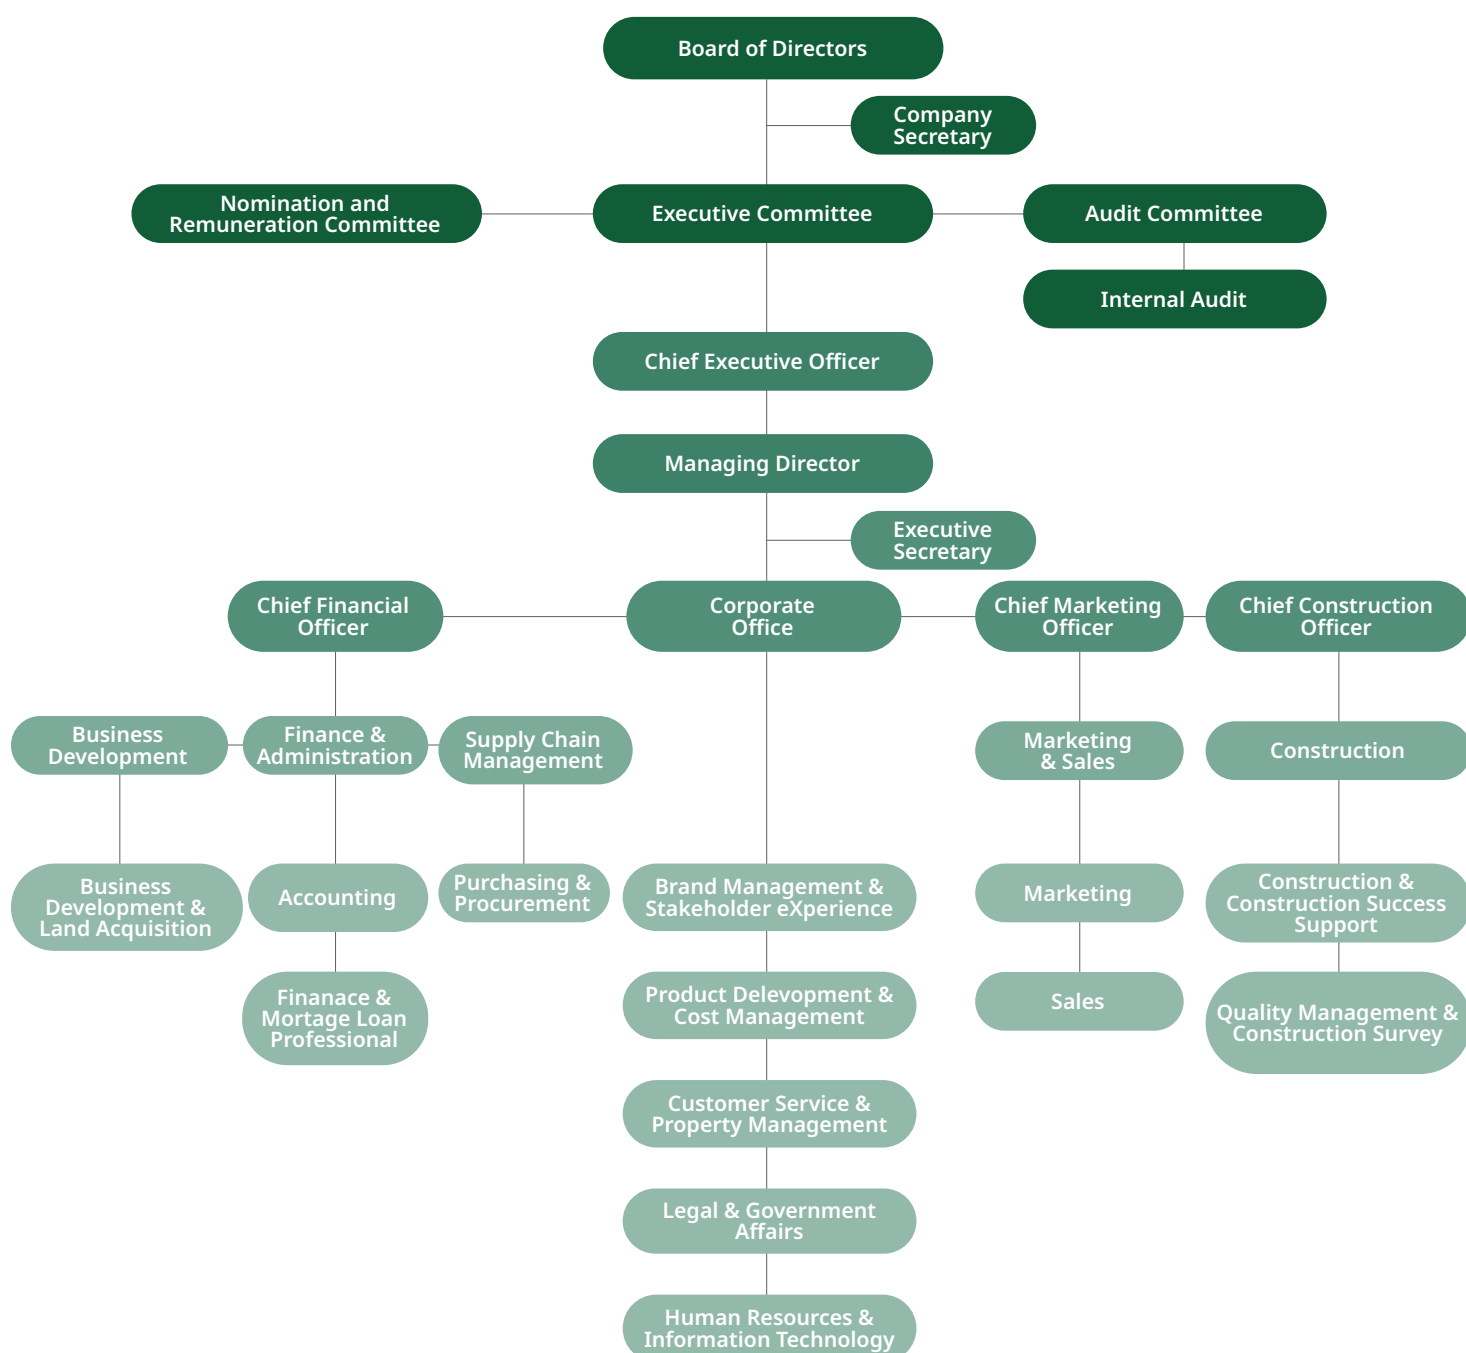 Board of Directors
Company
Secretary
Nomination and
Remuneration Committee
Executive Committee
Audit Committee
Internal Audit
Chief Executive Officer
Managing Director
Executive
Secretary
Chief Financial
Officer
Corporate
Office
Chief Marketing
Officer
Chief Construction
Officer
Business
Development
Finance &
Administration
Supply Chain
Management
Marketing
& Sales
Construction
Business
Development &
Land Acquisition
Accounting
Purchasing &
Procurement
Brand Management &
Stakeholder eXperience
Marketing
Construction &
Construction Success
Support
Finanace &
Mortage Loan
Professional
Product Delevopment &
Cost Management
Sales
Quality Management &
Construction Survey
Customer Service &
Property Management
Legal & Government
Affairs
Human Resources &
Information Technology